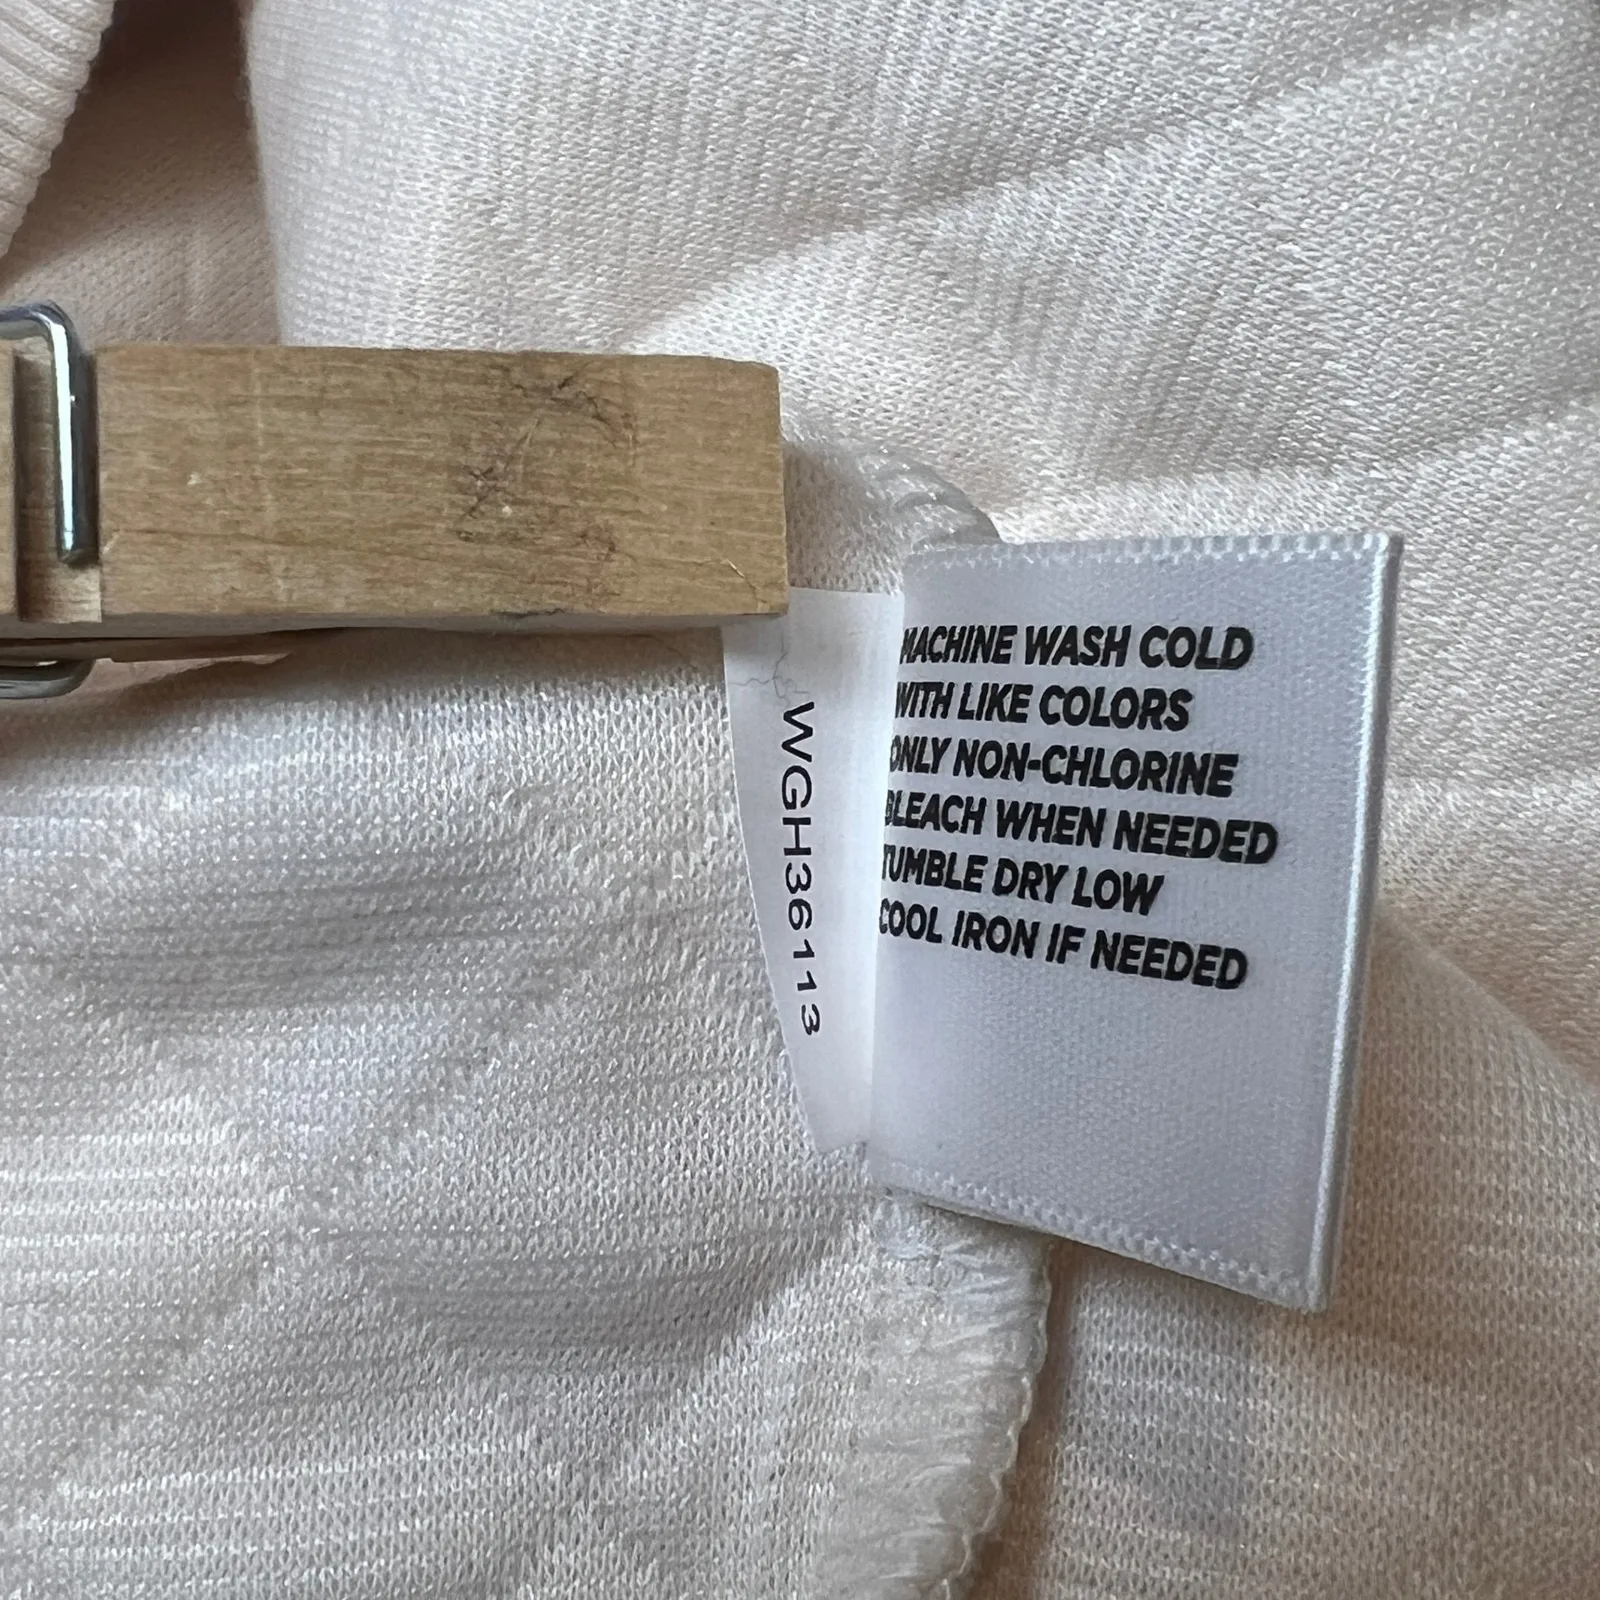 WGH36113
MACHINE WASH COLD
WITH LIKE COLORS
ONLY NON-CHLORINE
BLEACH WHEN NEEDED
TUMBLE DRY LOW
COOL IRON IF NEEDED